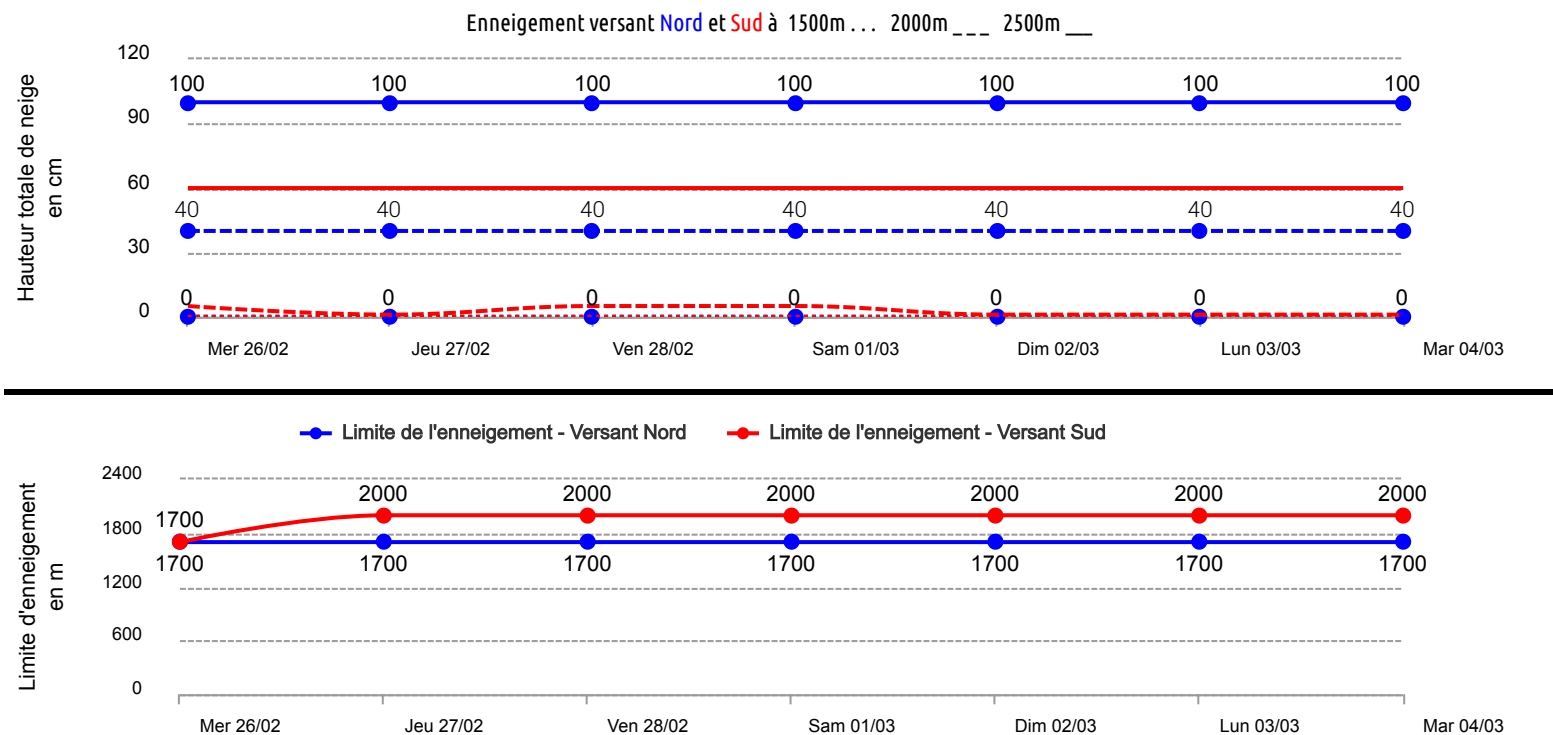 Enneigement versant Nord et Sud à 1500m . . . 2000m _ _ _ 2500m __
Hauteur totale de neige
en cm
120
100 100 100 100 100 100 100
90
60
40 40 40 40 40 40 40
30
0 0 0 0 0 0 0
0
Mer 26/02 Jeu 27/02 Ven 28/02 Sam 01/03 Dim 02/03 Lun 03/03 Mar 04/03
Limite de l'enneigement - Versant Nord Limite de l'enneigement - Versant Sud
Limite d'enneigement
en m
2400
2000 2000 2000 2000 2000 2000
1700
1800
1700 1700 1700 1700 1700 1700 1700
1200
600
0
Mer 26/02 Jeu 27/02 Ven 28/02 Sam 01/03 Dim 02/03 Lun 03/03 Mar 04/03